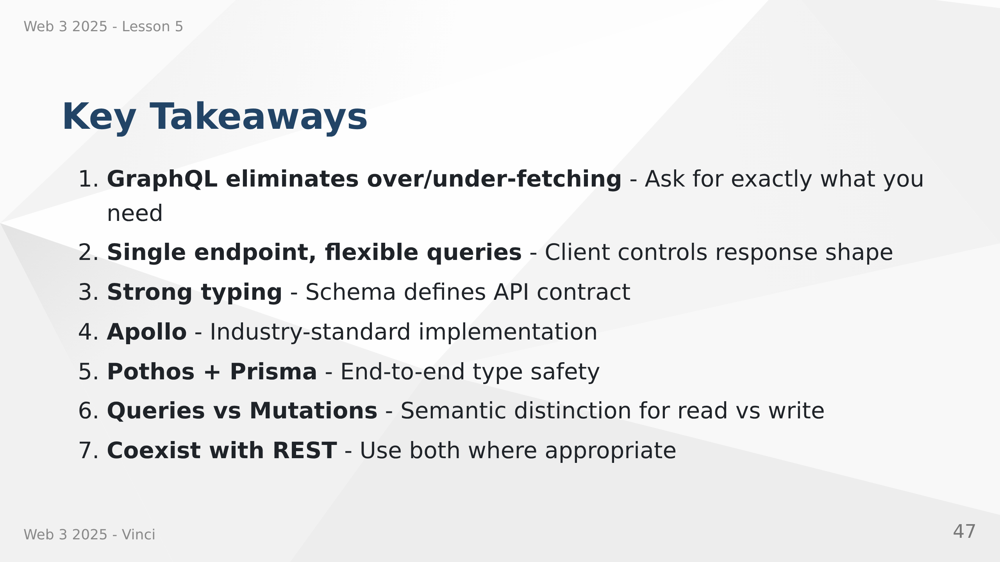 Web 3 2025 - Lesson 5
Key Takeaways
1. GraphQL eliminates over/under-fetching - Ask for exactly what you
need
2. Single endpoint, flexible queries - Client controls response shape
3. Strong typing - Schema defines API contract
4. Apollo - Industry-standard implementation
5. Pothos + Prisma - End-to-end type safety
6. Queries vs Mutations - Semantic distinction for read vs write
7. Coexist with REST - Use both where appropriate
Web 3 2025 - Vinci
47